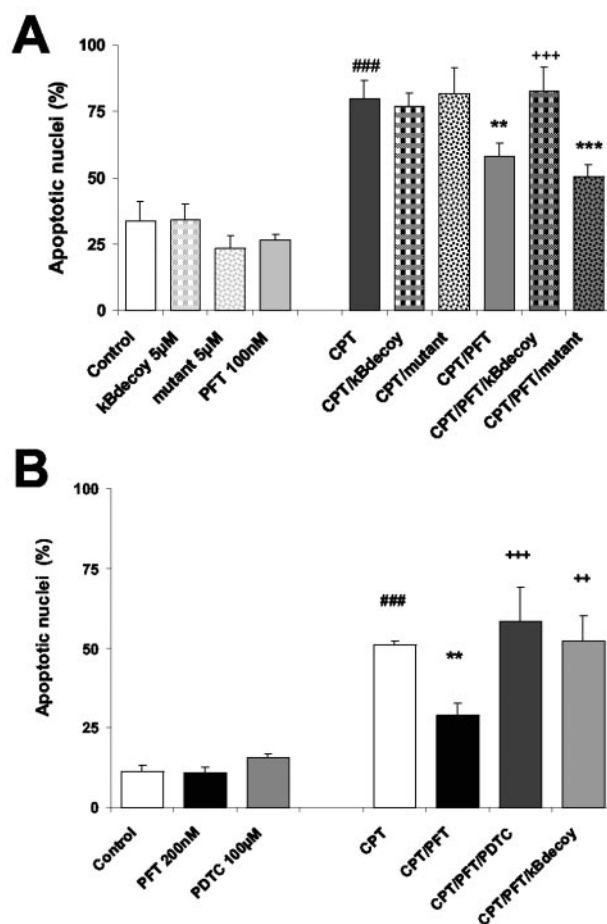 A
Apoptotic nuclei (%)
100
75
50
25
0
###
**
+++
***
Control
kBdecoy 5µM
mutant 5µM
PFT 100nM
CPT
CPT/kBdecoy
CPT/mutant
CPT/PFT
CPT/PFT/kBdecoy
CPT/PFT/mutant
B
Apoptotic nuclei (%)
100
75
50
25
0
###
**
+++
++
Control
PFT 200nM
PDTC 100µM
CPT
CPT/PFT
CPT/PFT/PDTC
CPT/PFT/kBdecoy